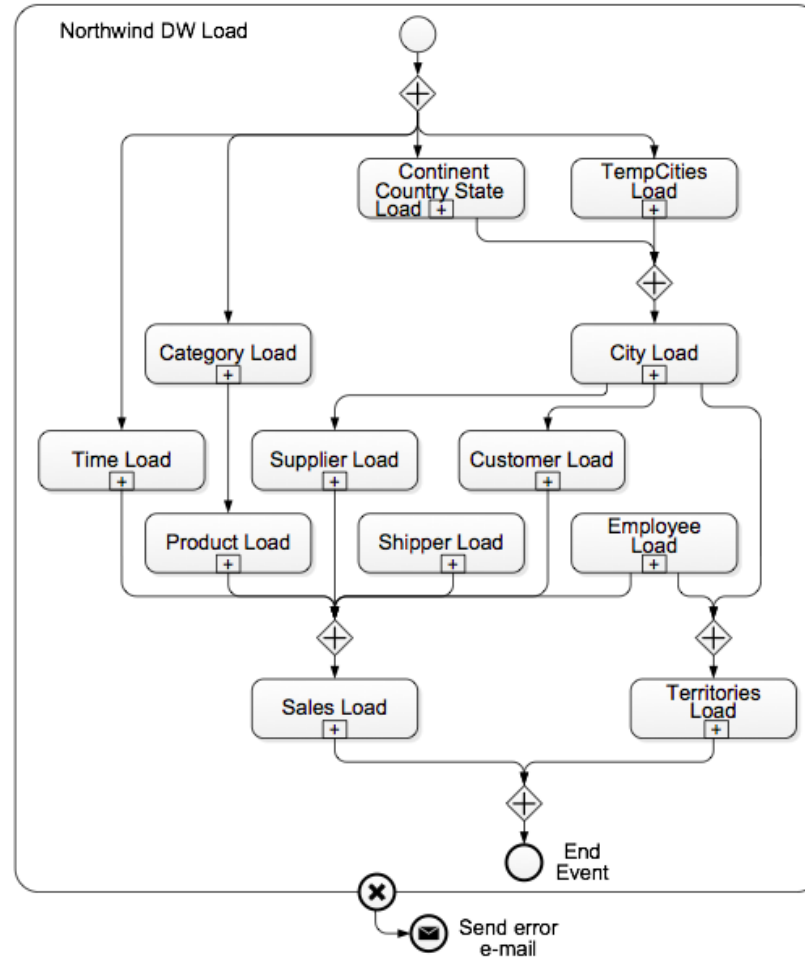 Northwind DW Load
Continent
Country State
Load
TempCities
Load
Category Load
City Load
Time Load
Supplier Load
Customer Load
Product Load
Shipper Load
Employee
Load
Sales Load
Territories
Load
End
Event
Send error
e-mail